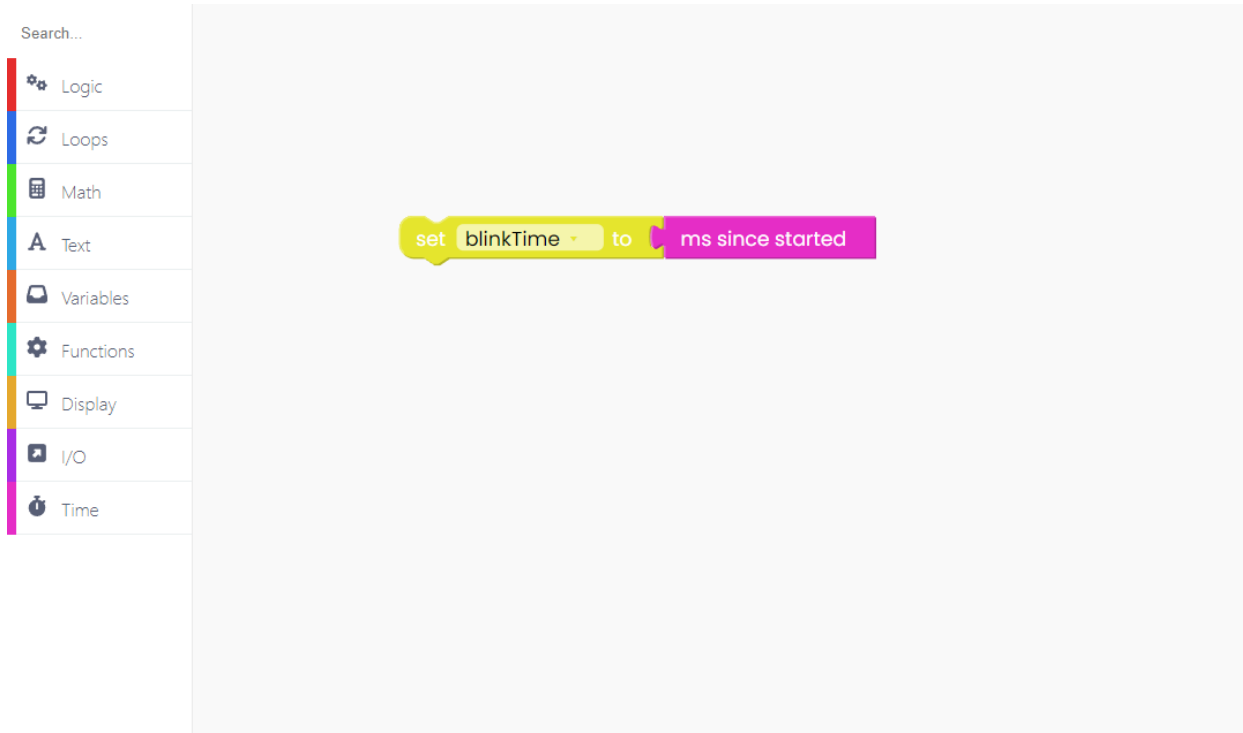 Search...
Logic
Loops
Math
Text
Variables
Functions
Display
I/O
Time
set blinkTime to ms since started